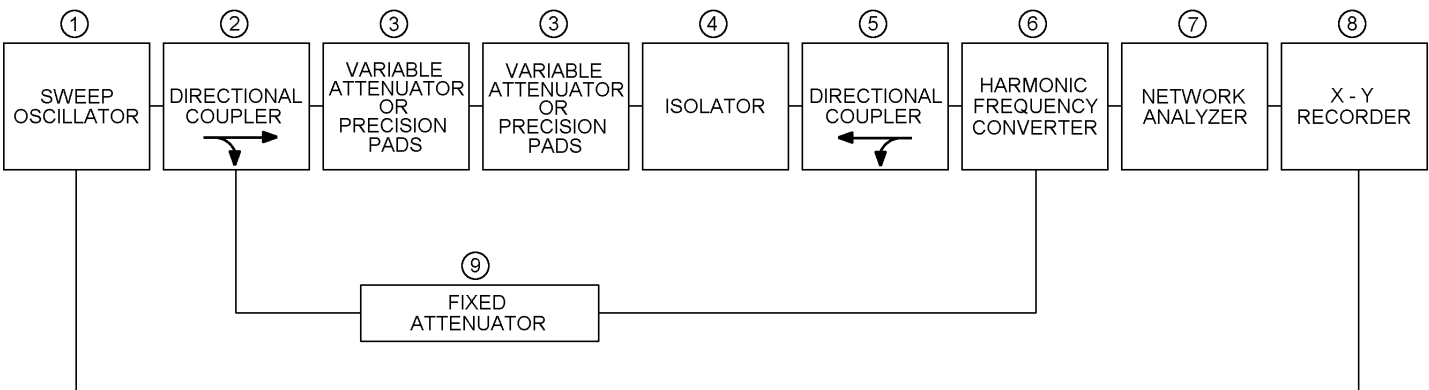 1
2
3
3
4
5
6
7
8
SWEEP
OSCILLATOR
DIRECTIONAL
COUPLER
VARIABLE
ATTENUATOR
OR
PRECISION
PADS
VARIABLE
ATTENUATOR
OR
PRECISION
PADS
ISOLATOR
DIRECTIONAL
COUPLER
HARMONIC
FREQUENCY
CONVERTER
NETWORK
ANALYZER
X - Y
RECORDER
9
FIXED
ATTENUATOR